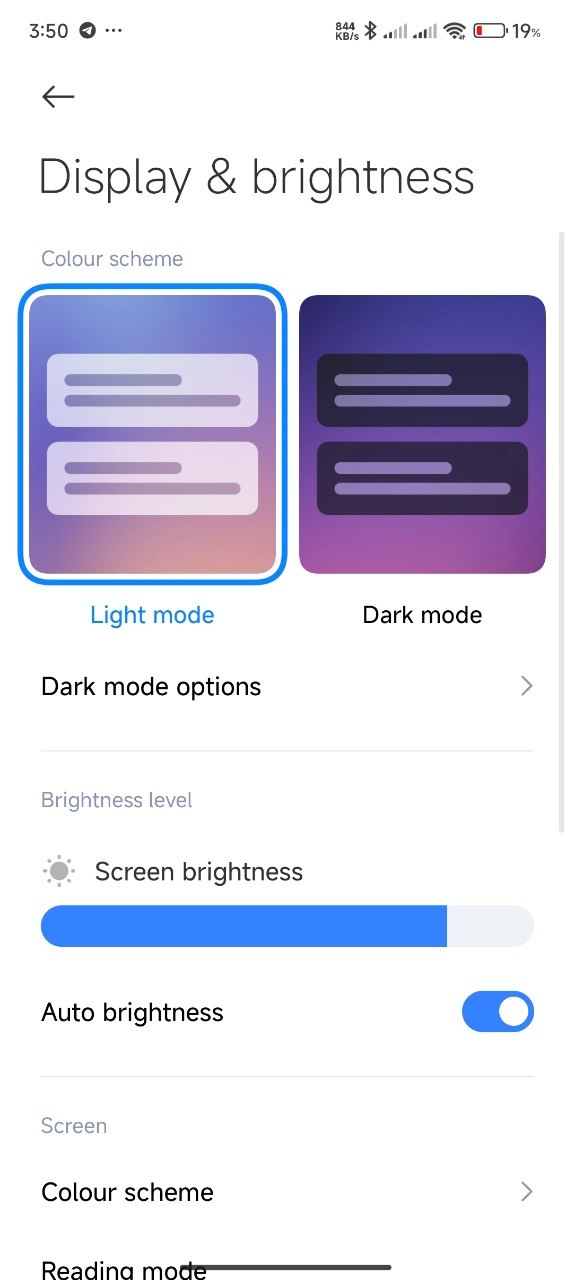 3:50 ... 844 KB/s 19%
Display & brightness
Colour scheme
Light mode Dark mode
Dark mode options
Brightness level
Screen brightness
Auto brightness
Screen
Colour scheme
Reading mode